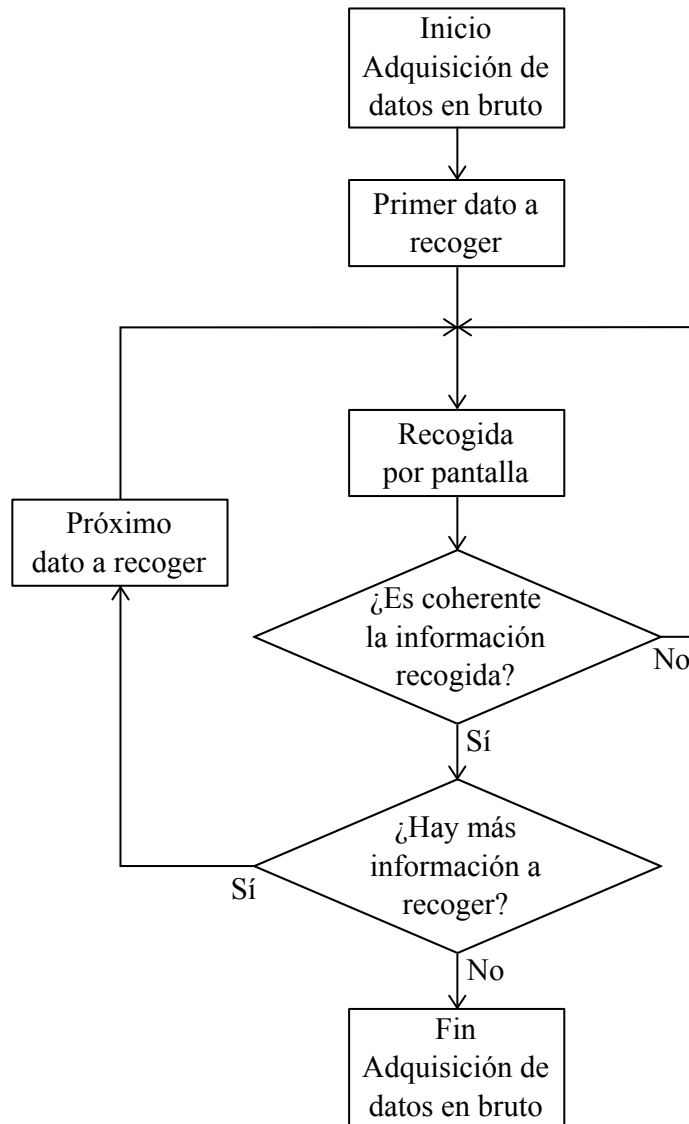 Inicio
Adquisición de
datos en bruto
Primer dato a
recoger
Recogida
por pantalla
Próximo
dato a recoger
¿Es coherente
la información
recogida?
No
Sí
¿Hay más
información a
recoger?
Sí
No
Fin
Adquisición de
datos en bruto